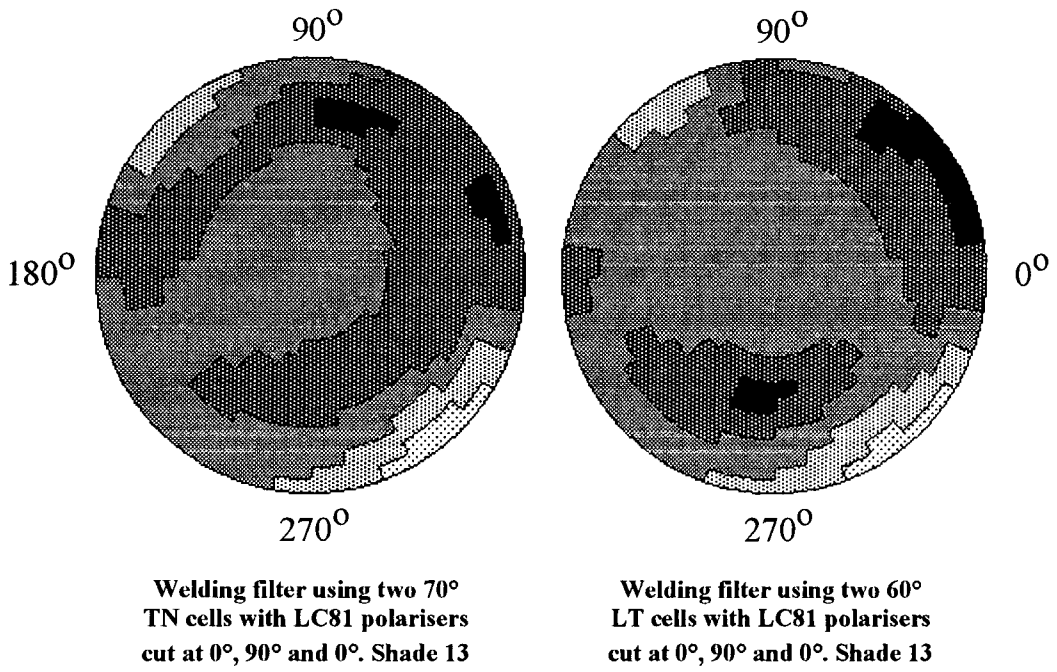 90°
90°
180°
0°
270°
270°
Welding filter using two 70°
TN cells with LC81 polarisers
cut at 0°, 90° and 0°. Shade 13
Welding filter using two 60°
LT cells with LC81 polarisers
cut at 0°, 90° and 0°. Shade 13